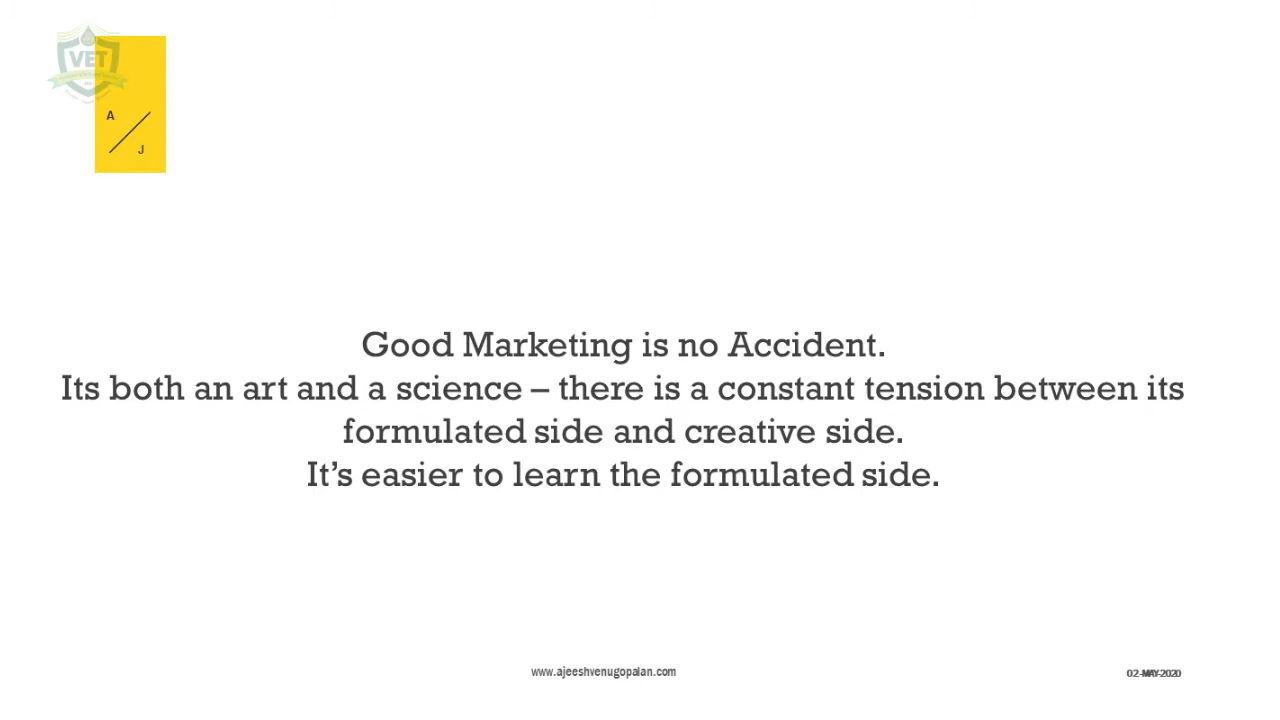 VET
A
J
Good Marketing is no Accident.
Its both an art and a science – there is a constant tension between its
formulated side and creative side.
It’s easier to learn the formulated side.
www.ajeeshvenugopalan.com
02-MAY-2020